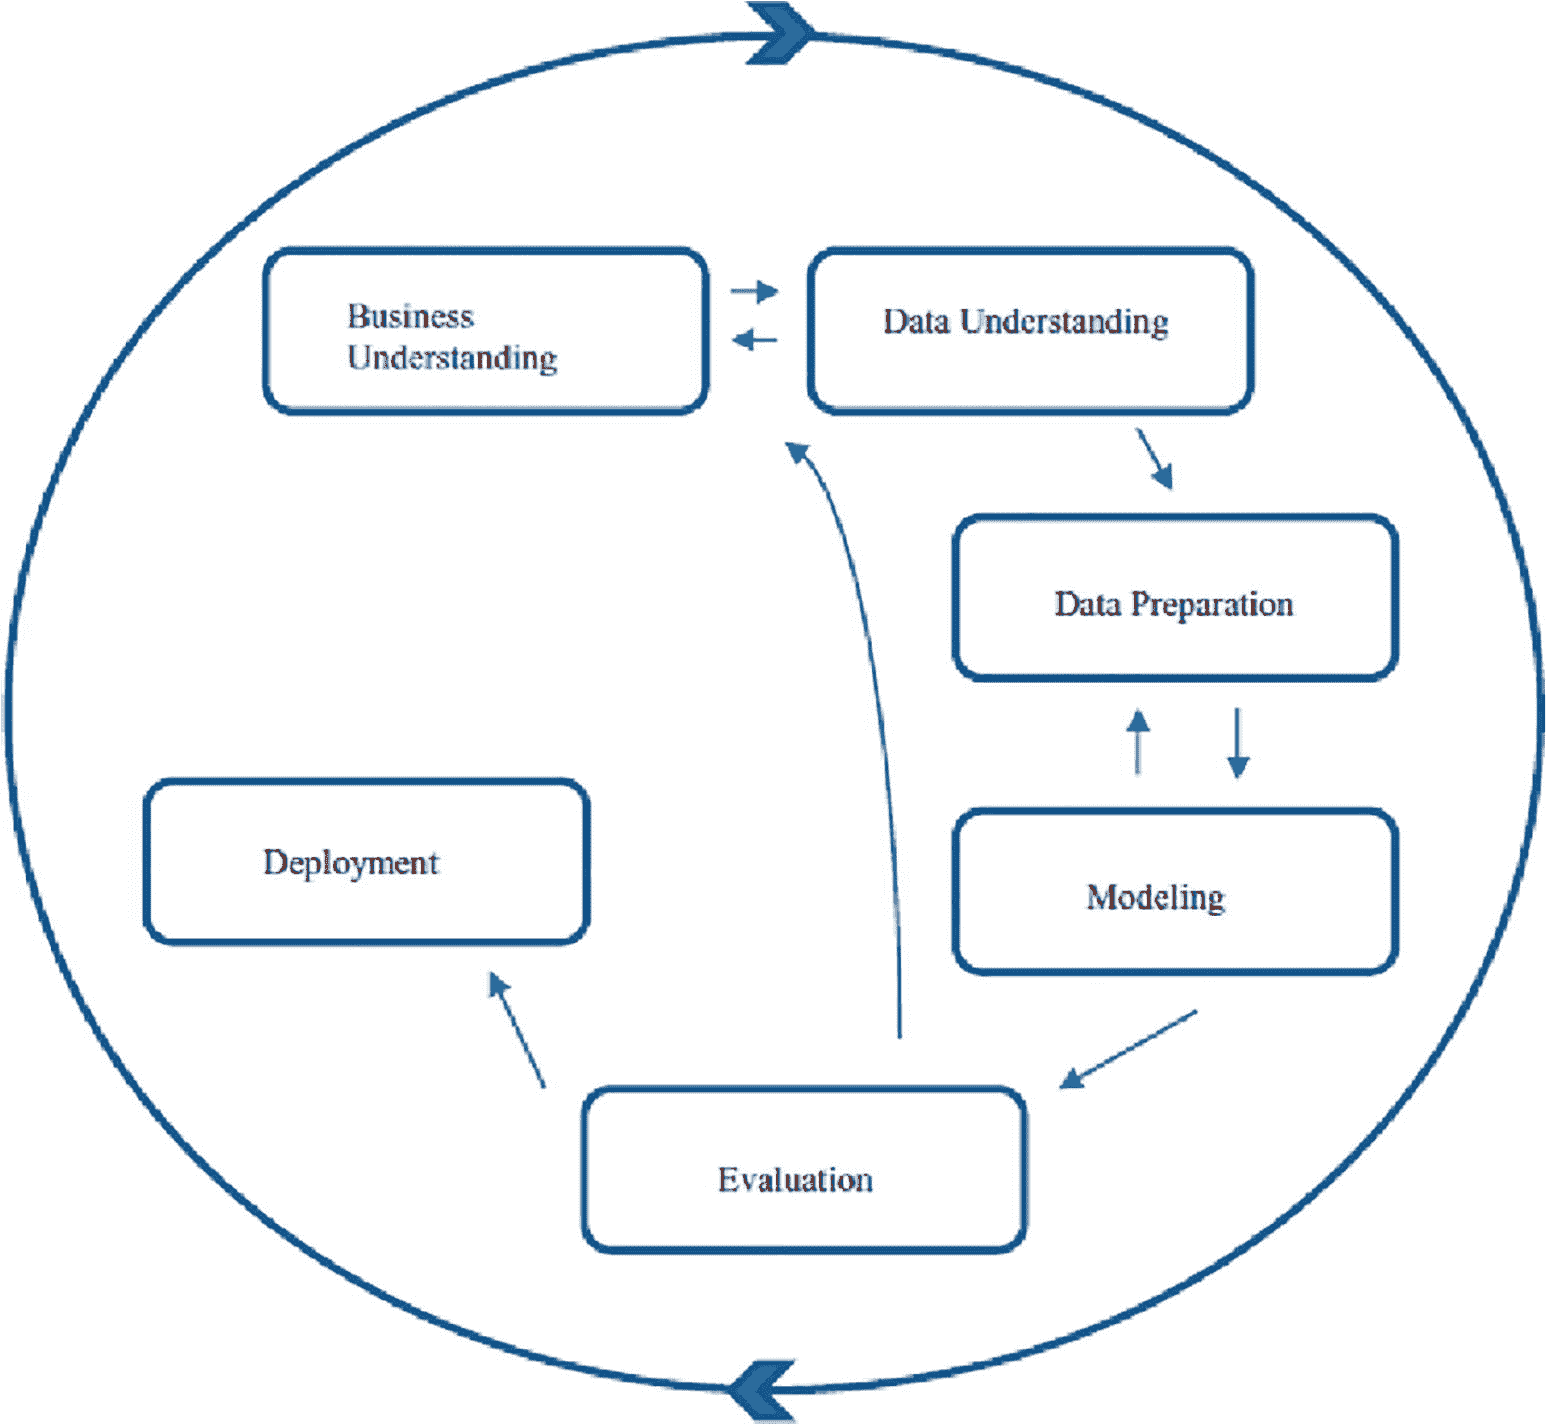 Business
Understanding
Data Understanding
Data Preparation
Modeling
Deployment
Evaluation